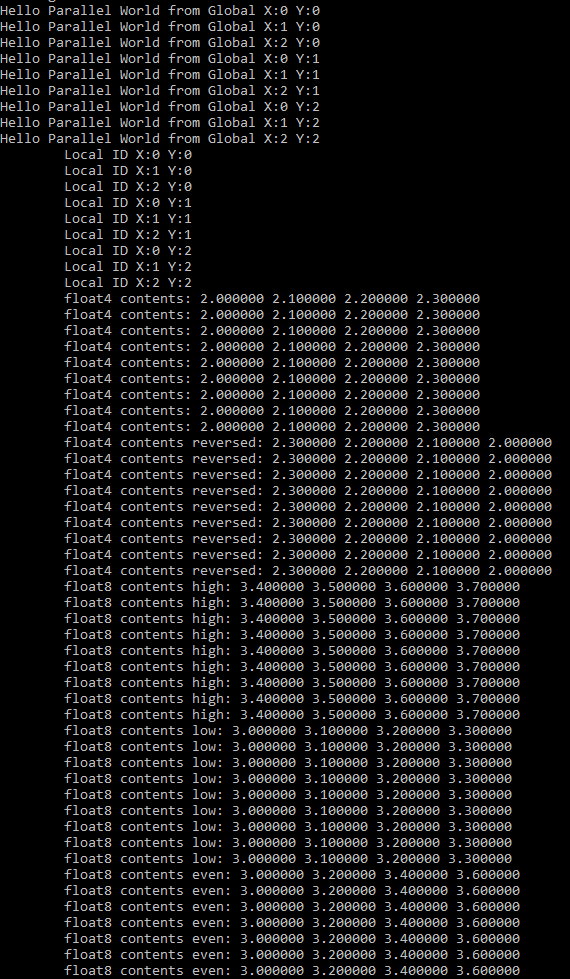 Hello Parallel World from Global X:0 Y:0
Hello Parallel World from Global X:1 Y:0
Hello Parallel World from Global X:2 Y:0
Hello Parallel World from Global X:0 Y:1
Hello Parallel World from Global X:1 Y:1
Hello Parallel World from Global X:2 Y:1
Hello Parallel World from Global X:0 Y:2
Hello Parallel World from Global X:1 Y:2
Hello Parallel World from Global X:2 Y:2
Local ID X:0 Y:0
Local ID X:1 Y:0
Local ID X:2 Y:0
Local ID X:0 Y:1
Local ID X:1 Y:1
Local ID X:2 Y:1
Local ID X:0 Y:2
Local ID X:1 Y:2
Local ID X:2 Y:2
float4 contents: 2.000000 2.100000 2.200000 2.300000
float4 contents: 2.000000 2.100000 2.200000 2.300000
float4 contents: 2.000000 2.100000 2.200000 2.300000
float4 contents: 2.000000 2.100000 2.200000 2.300000
float4 contents: 2.000000 2.100000 2.200000 2.300000
float4 contents: 2.000000 2.100000 2.200000 2.300000
float4 contents: 2.000000 2.100000 2.200000 2.300000
float4 contents: 2.000000 2.100000 2.200000 2.300000
float4 contents: 2.000000 2.100000 2.200000 2.300000
float4 contents reversed: 2.300000 2.200000 2.100000 2.000000
float4 contents reversed: 2.300000 2.200000 2.100000 2.000000
float4 contents reversed: 2.300000 2.200000 2.100000 2.000000
float4 contents reversed: 2.300000 2.200000 2.100000 2.000000
float4 contents reversed: 2.300000 2.200000 2.100000 2.000000
float4 contents reversed: 2.300000 2.200000 2.100000 2.000000
float4 contents reversed: 2.300000 2.200000 2.100000 2.000000
float4 contents reversed: 2.300000 2.200000 2.100000 2.000000
float4 contents reversed: 2.300000 2.200000 2.100000 2.000000
float8 contents high: 3.400000 3.500000 3.600000 3.700000
float8 contents high: 3.400000 3.500000 3.600000 3.700000
float8 contents high: 3.400000 3.500000 3.600000 3.700000
float8 contents high: 3.400000 3.500000 3.600000 3.700000
float8 contents high: 3.400000 3.500000 3.600000 3.700000
float8 contents high: 3.400000 3.500000 3.600000 3.700000
float8 contents high: 3.400000 3.500000 3.600000 3.700000
float8 contents high: 3.400000 3.500000 3.600000 3.700000
float8 contents high: 3.400000 3.500000 3.600000 3.700000
float8 contents low: 3.000000 3.100000 3.200000 3.300000
float8 contents low: 3.000000 3.100000 3.200000 3.300000
float8 contents low: 3.000000 3.100000 3.200000 3.300000
float8 contents low: 3.000000 3.100000 3.200000 3.300000
float8 contents low: 3.000000 3.100000 3.200000 3.300000
float8 contents low: 3.000000 3.100000 3.200000 3.300000
float8 contents low: 3.000000 3.100000 3.200000 3.300000
float8 contents low: 3.000000 3.100000 3.200000 3.300000
float8 contents low: 3.000000 3.100000 3.200000 3.300000
float8 contents even: 3.000000 3.200000 3.400000 3.600000
float8 contents even: 3.000000 3.200000 3.400000 3.600000
float8 contents even: 3.000000 3.200000 3.400000 3.600000
float8 contents even: 3.000000 3.200000 3.400000 3.600000
float8 contents even: 3.000000 3.200000 3.400000 3.600000
float8 contents even: 3.000000 3.200000 3.400000 3.600000
float8 contents even: 3.000000 3.200000 3.400000 3.600000